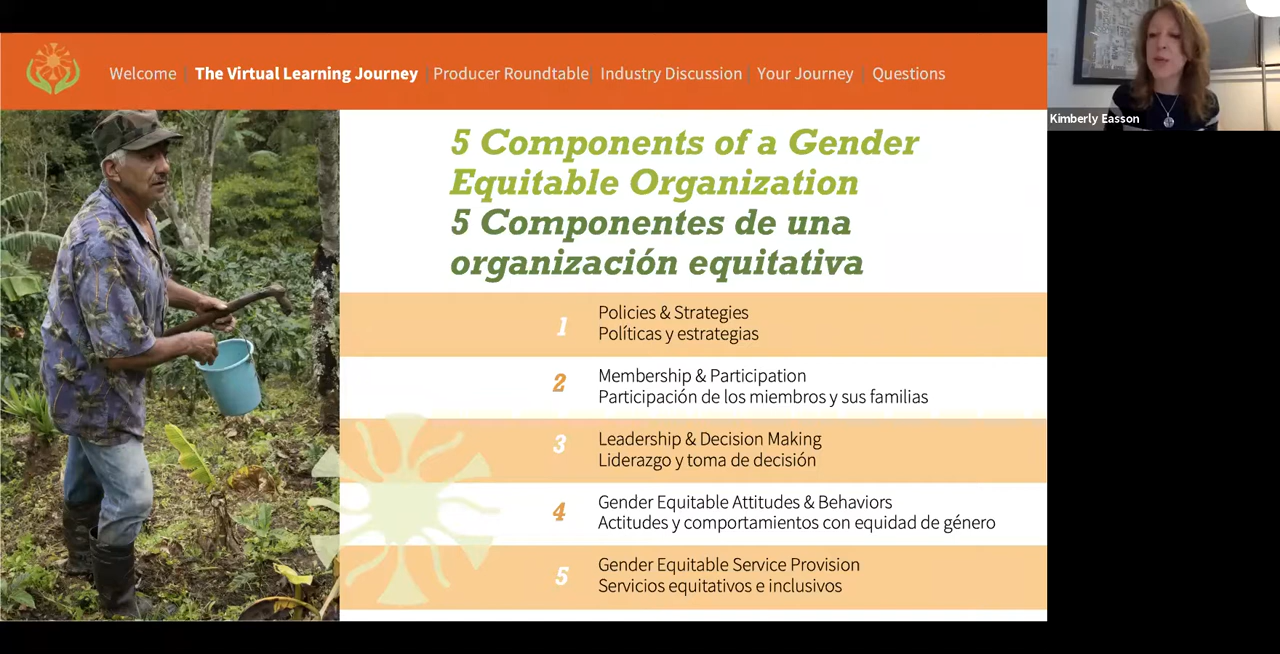 Welcome | The Virtual Learning Journey | Producer Roundtable | Industry Discussion | Your Journey | Questions
Kimberly Easson
5 Components of a Gender
Equitable Organization
5 Componentes de una
organización equitativa
1
Policies & Strategies
Políticas y estrategias
2
Membership & Participation
Participación de los miembros y sus familias
3
Leadership & Decision Making
Liderazgo y toma de decisión
4
Gender Equitable Attitudes & Behaviors
Actitudes y comportamientos con equidad de género
5
Gender Equitable Service Provision
Servicios equitativos e inclusivos